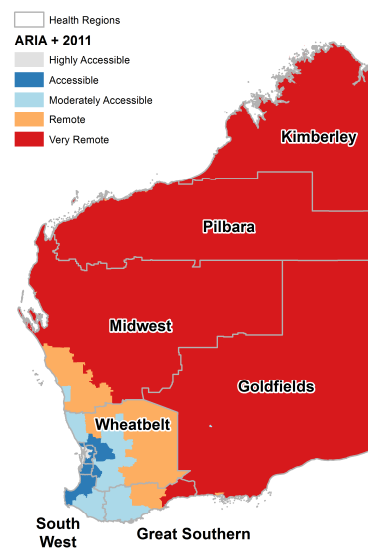 Health Regions
ARIA + 2011
Highly Accessible
Accessible
Moderately Accessible
Remote
Very Remote
Kimberley
Pilbara
Midwest
Goldfields
Wheatbelt
South
West
Great Southern